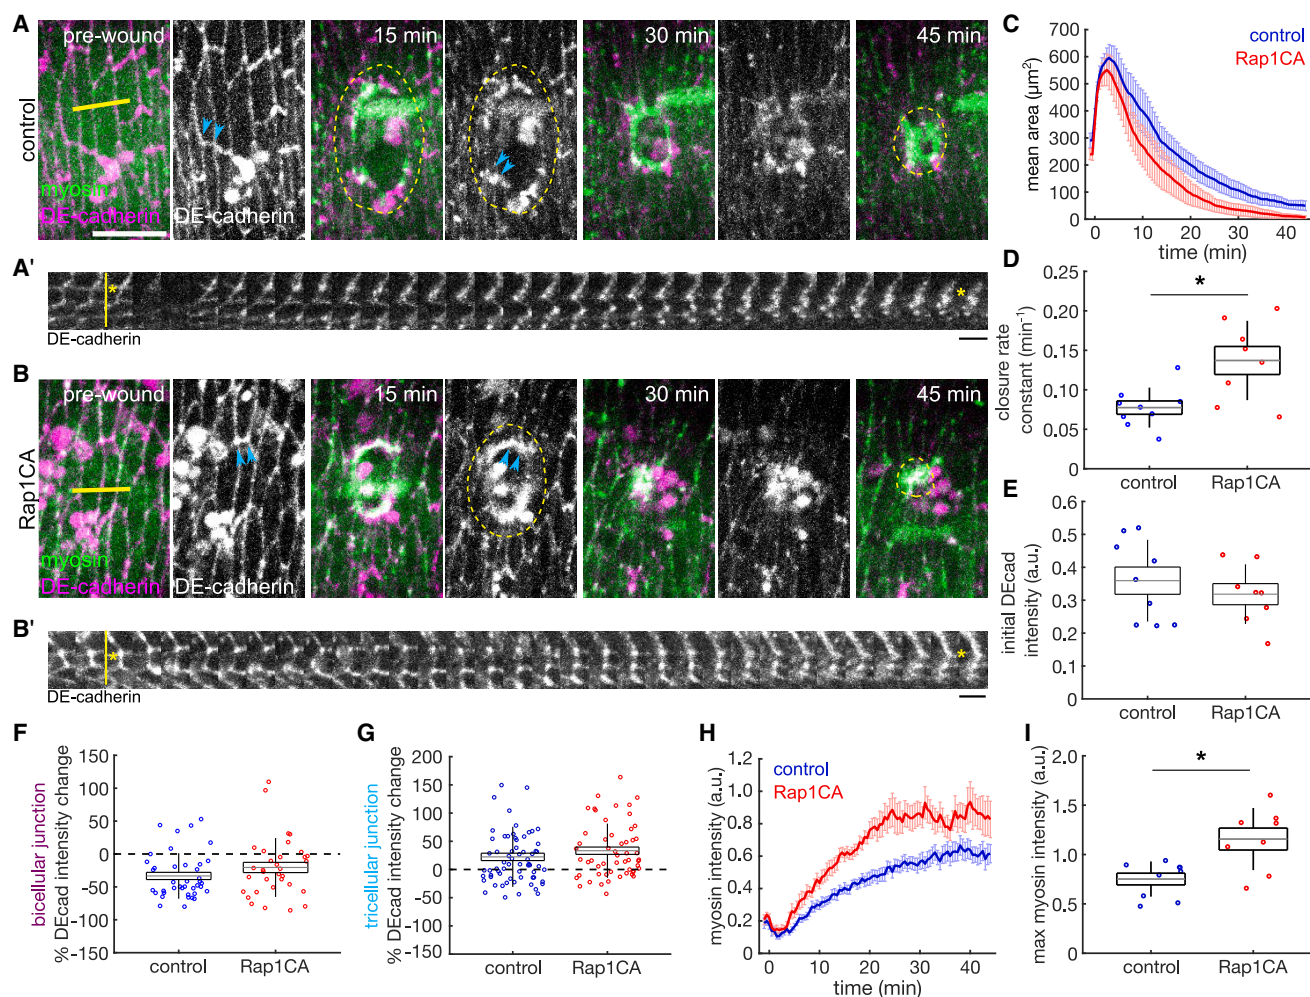 A
pre-wound
15 min
30 min
45 min
control
myosin
DE-cadherin
DE-cadherin
A'
*
*
DE-cadherin
B
pre-wound
15 min
30 min
45 min
Rap1CA
myosin
DE-cadherin
DE-cadherin
B'
*
*
DE-cadherin
C
control
Rap1CA
mean area (µm²)
700
600
500
400
300
200
100
0
0 20 40
time (min)
D
*
closure rate
constant (min⁻¹)
0.25
0.20
0.15
0.10
0.05
0
control Rap1CA
E
initial DEcad
intensity (a.u.)
0.6
0.5
0.4
0.3
0.2
0.1
0
control Rap1CA
F
bicellular junction
% DEcad intensity change
150
100
50
0
-50
-100
-150
control Rap1CA
G
tricellular junction
% DEcad intensity change
200
150
100
50
0
-50
-100
-150
control Rap1CA
H
control
Rap1CA
myosin intensity (a.u.)
1.2
1.0
0.8
0.6
0.4
0.2
0
0 10 20 30 40
time (min)
I
*
max myosin intensity (a.u.)
2.0
1.5
1.0
0.5
0
control Rap1CA